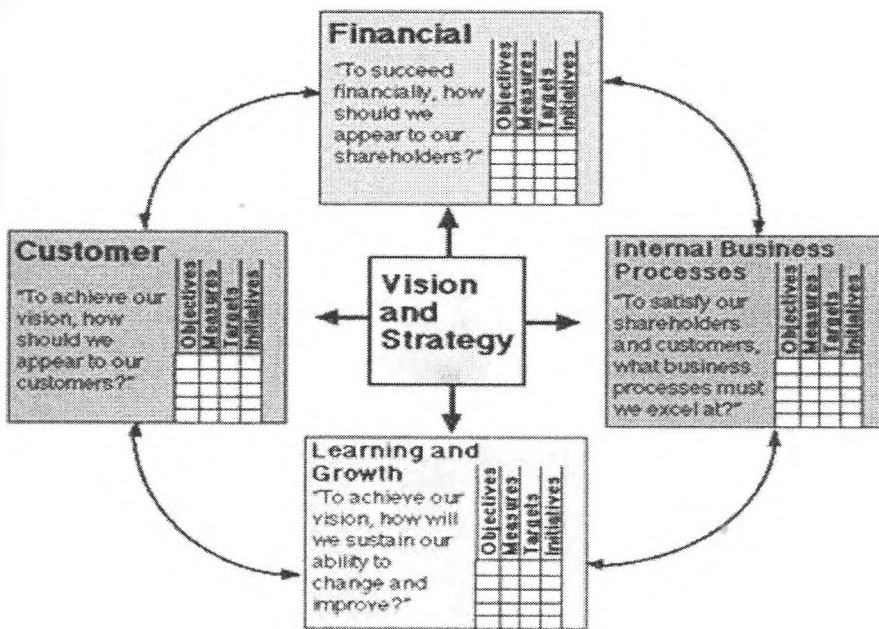 Financial
"To succeed
financially, how
should we
appear to our
shareholders?"
Objectives
Measures
Targets
Initiatives
Customer
"To achieve our
vision, how
should we
appear to our
customers?"
Objectives
Measures
Targets
Initiatives
Vision
and
Strategy
Internal Business
Processes
"To satisfy our
shareholders
and customers,
what business
processes must
we excel at?"
Objectives
Measures
Targets
Initiatives
Learning and
Growth
"To achieve our
vision, how will
we sustain our
ability to
change and
improve?"
Objectives
Measures
Targets
Initiatives